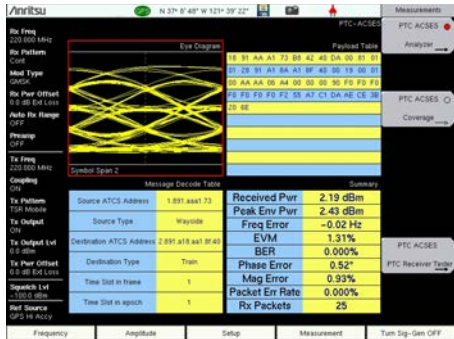 Anritsu
N 37° 8' 48" W 121° 39' 22"
Measurements
PTC-ACSES
Rx Freq
220.000 MHz
Rx Pattern
Cont
Mod Type
GMSK
Rx Pwr Offset
0.0 dB Ext Loss
Auto Rx Range
OFF
Preamp
OFF
Tx Freq
220.000 MHz
Coupling
ON
Tx Pattern
TSR Mobile
Tx Output
ON
Tx Output Lvl
0.0 dBm
Tx Pwr Offset
0.0 dB Ext Loss
Squelch Lvl
-100.0 dBm
Ref Source
GPS Hi Accy
Eye Diagram
Symbol Span 2
Payload Table
18 91 AA A1 73 B8 42 40 DA 00 81 01
01 28 91 A1 8A A1 8F 40 00 19 00 01
00 AA AA 06 50 A4 00 00 00 F0 F0 F0
F0 F0 F0 F0 F2 55 A7 C1 DA AE CE 3B
20 6E
Message Decode Table
Source ATCS Address 1.891.aaa1.73
Source Type Wayside
Destination ATCS Address 2.891.a18.aa1.8f.40
Destination Type Train
Time Slot in frame 1
Time Slot in epoch 1
Summary
Received Pwr 2.19 dBm
Peak Env Pwr 2.43 dBm
Freq Error -0.02 Hz
EVM 1.31%
BER 0.000%
Phase Error 0.52°
Mag Error 0.93%
Packet Err Rate 0.000%
Rx Packets 25
PTC ACSES
Analyzer
PTC ACSES
Coverage
PTC ACSES
PTC Receiver Tester
Frequency Amplitude Setup Measurement Turn Sig-Gen OFF